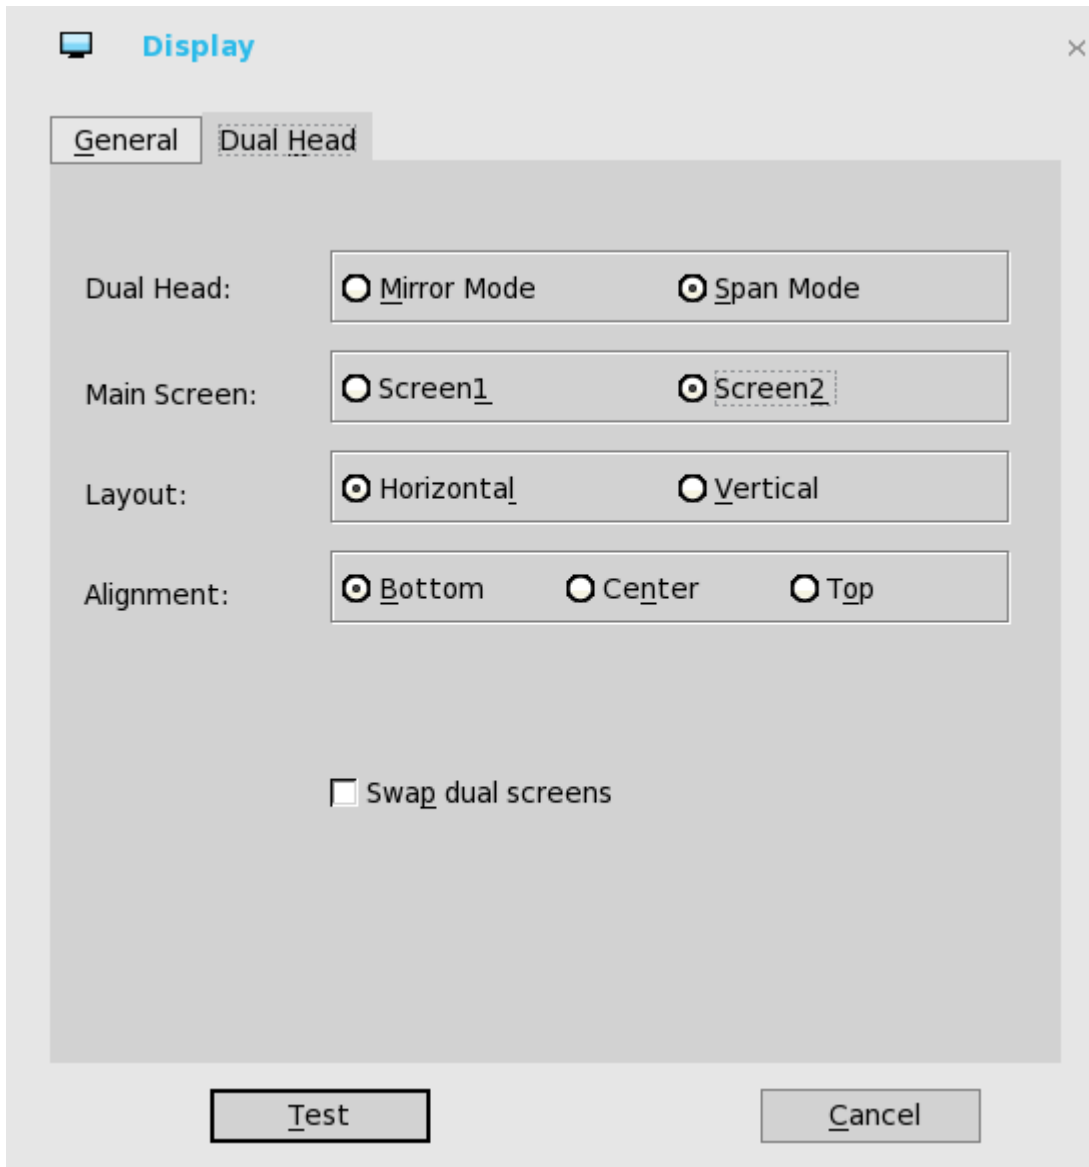 Display
General Dual Head
Dual Head: Mirror Mode Span Mode
Main Screen: Screen1 Screen2
Layout: Horizontal Vertical
Alignment: Bottom Center Top
Swap dual screens
Test Cancel